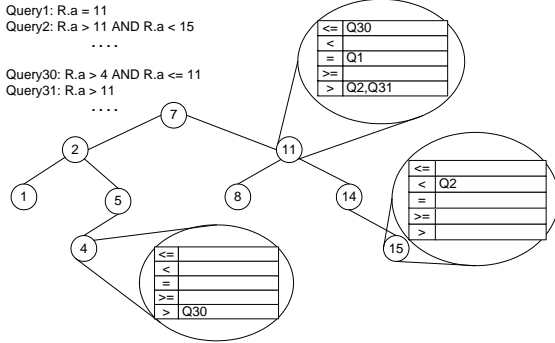 Query1: R.a = 11
Query2: R.a > 11 AND R.a < 15
....
Query30: R.a > 4 AND R.a <= 11
Query31: R.a > 11
....
<= Q30
<
= Q1
>=
> Q2,Q31
7
2
11
1
5
8
14
4
15
<=
< Q2
=
>=
>
<=
<
=
>=
> Q30